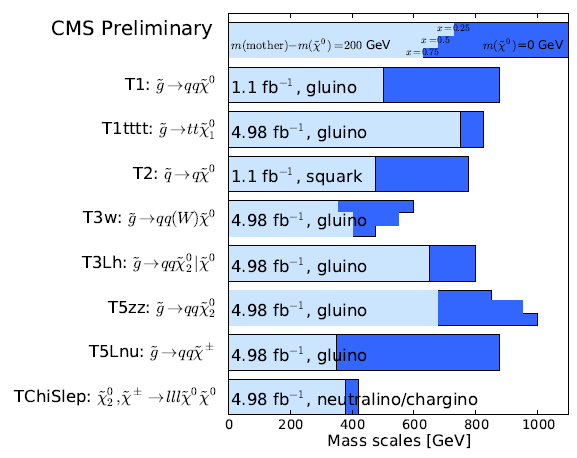 CMS Preliminary
x = 0.25
x = 0.5
x = 0.75
m(mother)−m(χ̃⁰)=200 GeV
m(χ̃⁰)=0 GeV
T1: g̃→qqχ̃⁰
1.1 fb⁻¹, gluino
T1tttt: g̃→ttχ̃₁⁰
4.98 fb⁻¹, gluino
T2: q̃→qχ̃⁰
1.1 fb⁻¹, squark
T3w: g̃→qq(W)χ̃⁰
4.98 fb⁻¹, gluino
T3Lh: g̃→qqχ̃₂⁰|χ̃⁰
4.98 fb⁻¹, gluino
T5zz: g̃→qqχ̃₂⁰
4.98 fb⁻¹, gluino
T5Lnu: g̃→qqχ̃±
4.98 fb⁻¹, gluino
TChiSlep: χ̃₂⁰,χ̃±→lllχ̃⁰χ̃⁰
4.98 fb⁻¹, neutralino/chargino
0 200 400 600 800 1000
Mass scales [GeV]